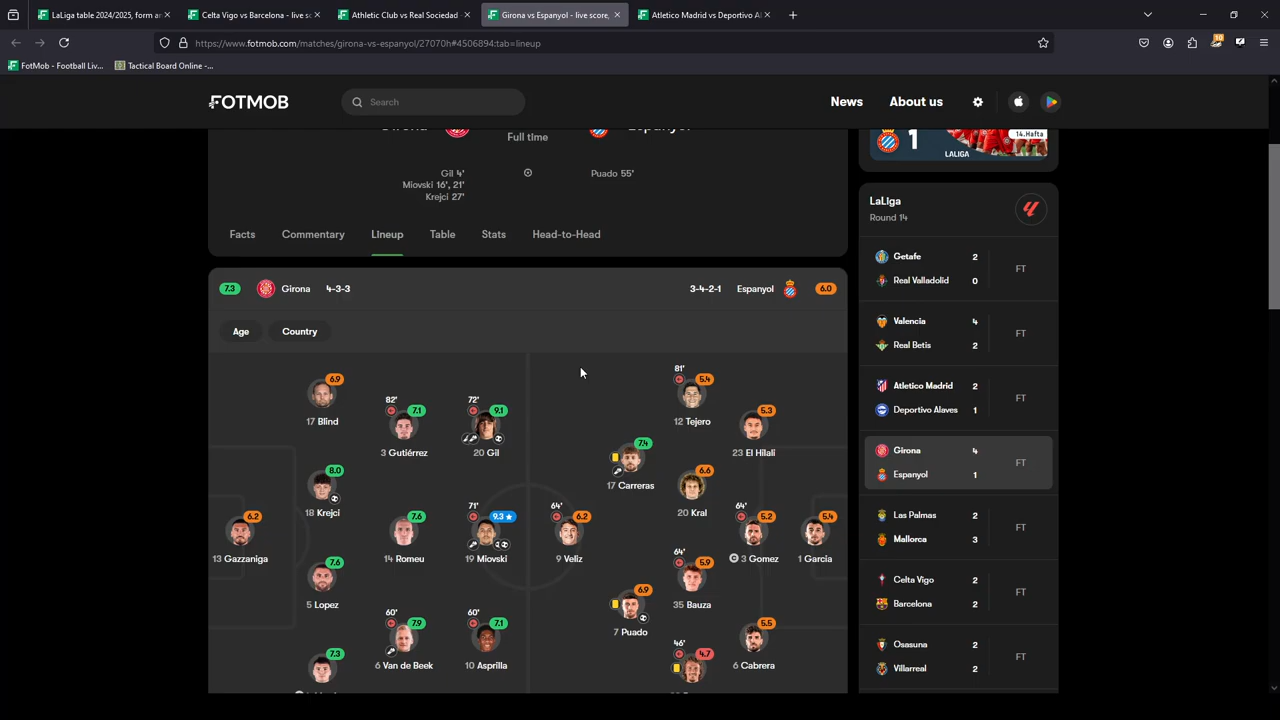 LaLiga table 2024/2025, form ar
Celta Vigo vs Barcelona - live sc
Athletic Club vs Real Sociedad
Girona vs Espanyol - live score,
Atletico Madrid vs Deportivo Al
https://www.fotmob.com/matches/girona-vs-espanyol/27070h#4506894:tab=lineup
10
FotMob - Football Liv...
Tactical Board Online -...
FOTMOB
Search
News
About us
Full time
Gil 4'
Miovski 16', 21'
Krejci 27'
Puado 55'
1
14.Hafta
LALIGA
Facts
Commentary
Lineup
Table
Stats
Head-to-Head
7.3
Girona
4-3-3
3-4-2-1
Espanyol
6.0
Age
Country
6.9
17 Blind
82'
7.1
3 Gutiérrez
72'
9.1
20 Gil
8.0
18 Krejci
6.2
13 Gazzaniga
7.6
14 Romeu
71'
9.3
19 Miovski
7.6
5 Lopez
60'
7.9
6 Van de Beek
60'
7.1
10 Asprilla
7.3
81'
5.4
12 Tejero
5.3
23 El Hilali
7.4
17 Carreras
6.6
20 Kral
64'
6.2
9 Veliz
64'
5.2
3 Gomez
5.4
1 Garcia
64'
5.9
35 Bauza
6.9
7 Puado
5.5
6 Cabrera
46'
4.7
LaLiga
Round 14
Getafe 2
Real Valladolid 0
FT
Valencia 4
Real Betis 2
FT
Atletico Madrid 2
Deportivo Alaves 1
FT
Girona 4
Espanyol 1
FT
Las Palmas 2
Mallorca 3
FT
Celta Vigo 2
Barcelona 2
FT
Osasuna 2
Villarreal 2
FT